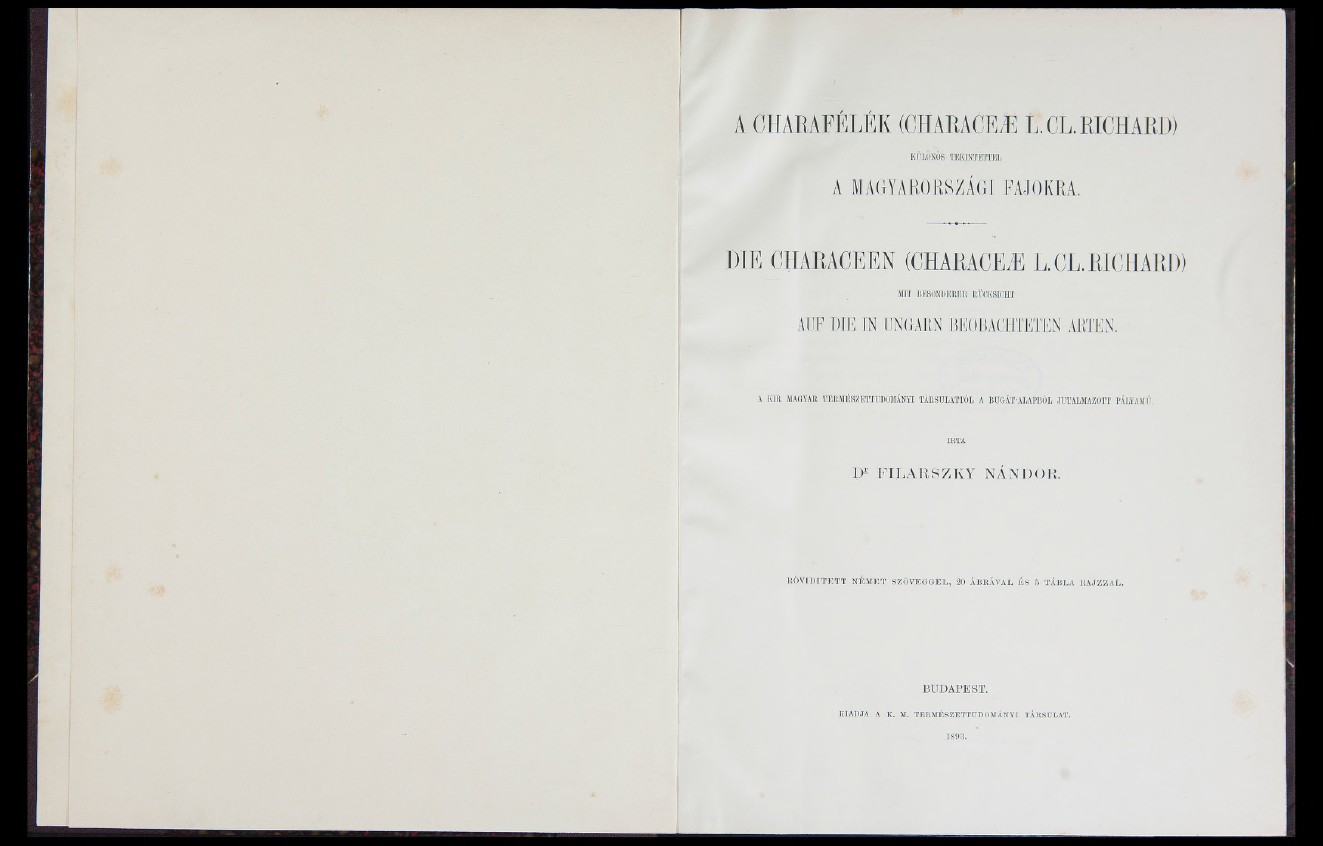 A CHARAFÉLÉK (CHARACEÆ L. CL. RICHARD)
KÜLÖNÖS TEKINTETTEL
A MAGYARORSZÁGI FAJOKRA.
DIE CHARACEEN (CHARACEÆ L. CL. RICHARD)
MIT BESONDERER RÜCKSICHT
AUF DIE IN UNGARN BEOBACHTETEN ARTEN.
A KIR. MAGYAR TERMÉSZETTUDOMÁNYI TÁRSULATTÓL A BUGÁT-ALAPBÓL JUTALMAZOTT PÁLYAMŰ.
IRTA
Dr FILARSZKY NÁNDOR.
RÖVIDITETT NÉMET SZÖVEGGEL, 20 ÁBRÁVAL ÉS 5 TÁBLA RAJZZAL.
BUDAPEST.
KIADJA A K. M. TERMÉSZETTUDOMÁNYI TÁRSULAT.
1893.